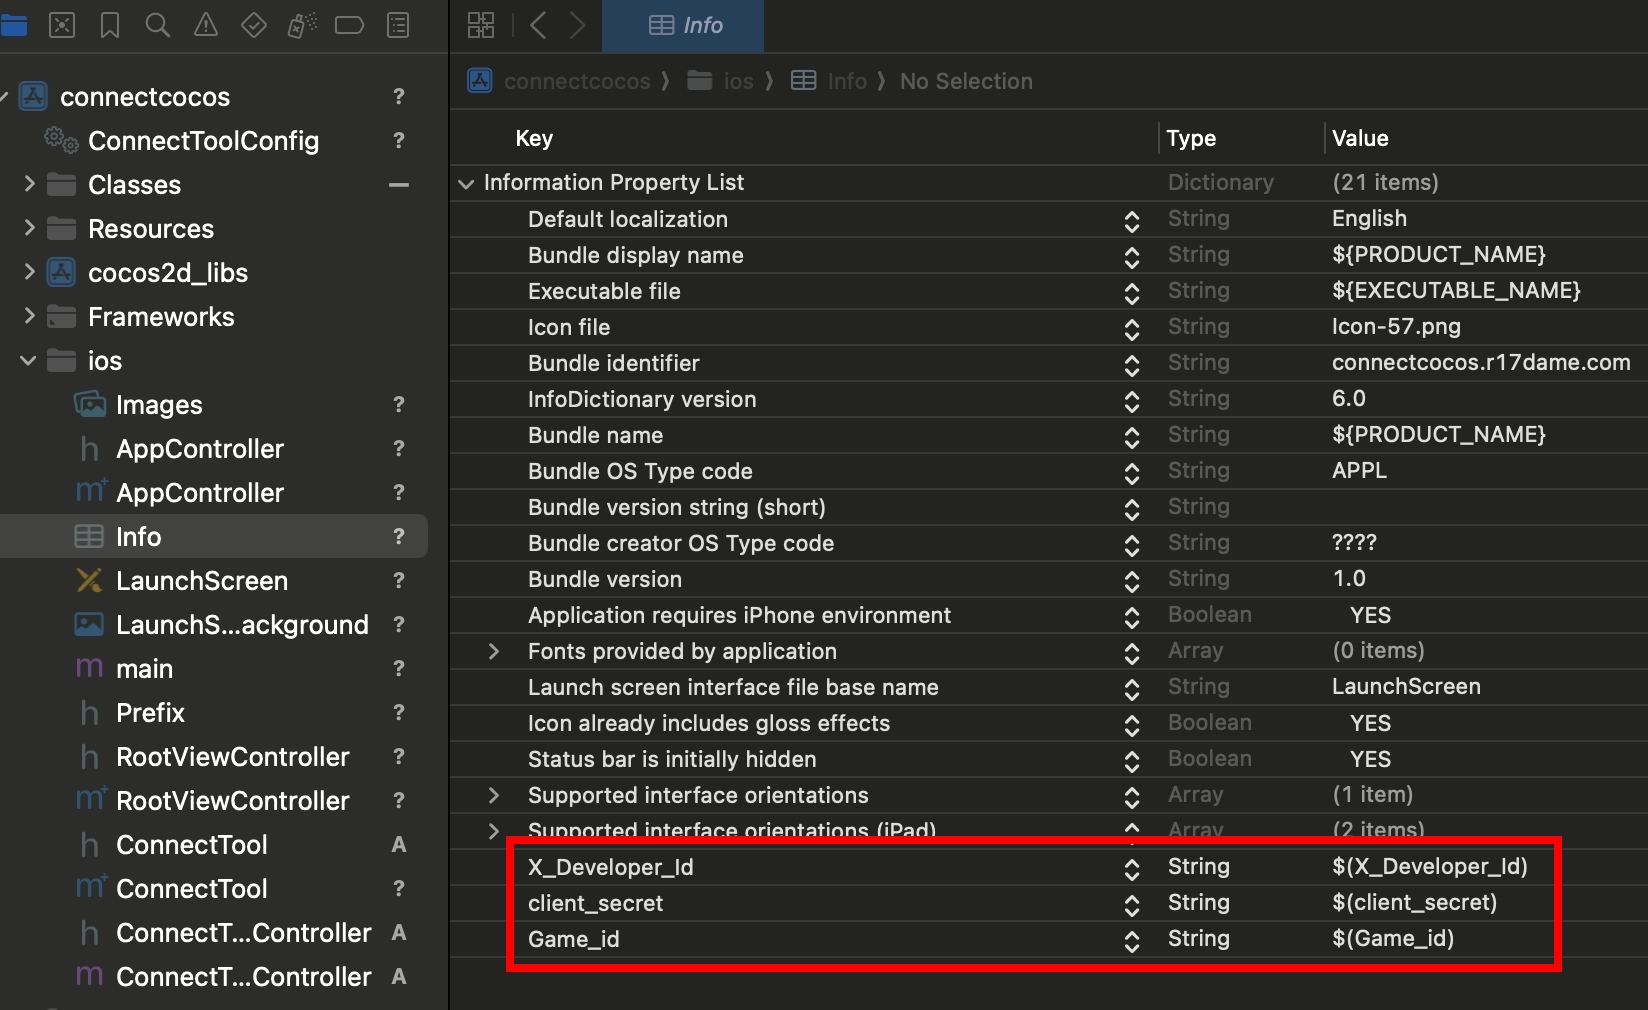 Info
connectcocos ios Info No Selection
connectcocos ?
ConnectToolConfig ?
Classes
Resources
cocos2d_libs
Frameworks
ios
Images ?
h AppController ?
m+ AppController ?
Info ?
LaunchScreen ?
LaunchS...ackground ?
m main ?
h Prefix ?
h RootViewController ?
m+ RootViewController ?
h ConnectTool A
m+ ConnectTool ?
h ConnectT...Controller A
m ConnectT...Controller A
Key Type Value
Information Property List Dictionary (21 items)
Default localization String English
Bundle display name String ${PRODUCT_NAME}
Executable file String ${EXECUTABLE_NAME}
Icon file String Icon-57.png
Bundle identifier String connectcocos.r17dame.com
InfoDictionary version String 6.0
Bundle name String ${PRODUCT_NAME}
Bundle OS Type code String APPL
Bundle version string (short) String
Bundle creator OS Type code String ????
Bundle version String 1.0
Application requires iPhone environment Boolean YES
Fonts provided by application Array (0 items)
Launch screen interface file base name String LaunchScreen
Icon already includes gloss effects Boolean YES
Status bar is initially hidden Boolean YES
Supported interface orientations Array (1 item)
Supported interface orientations (iPad) Array (2 items)
X_Developer_Id String $(X_Developer_Id)
client_secret String $(client_secret)
Game_id String $(Game_id)